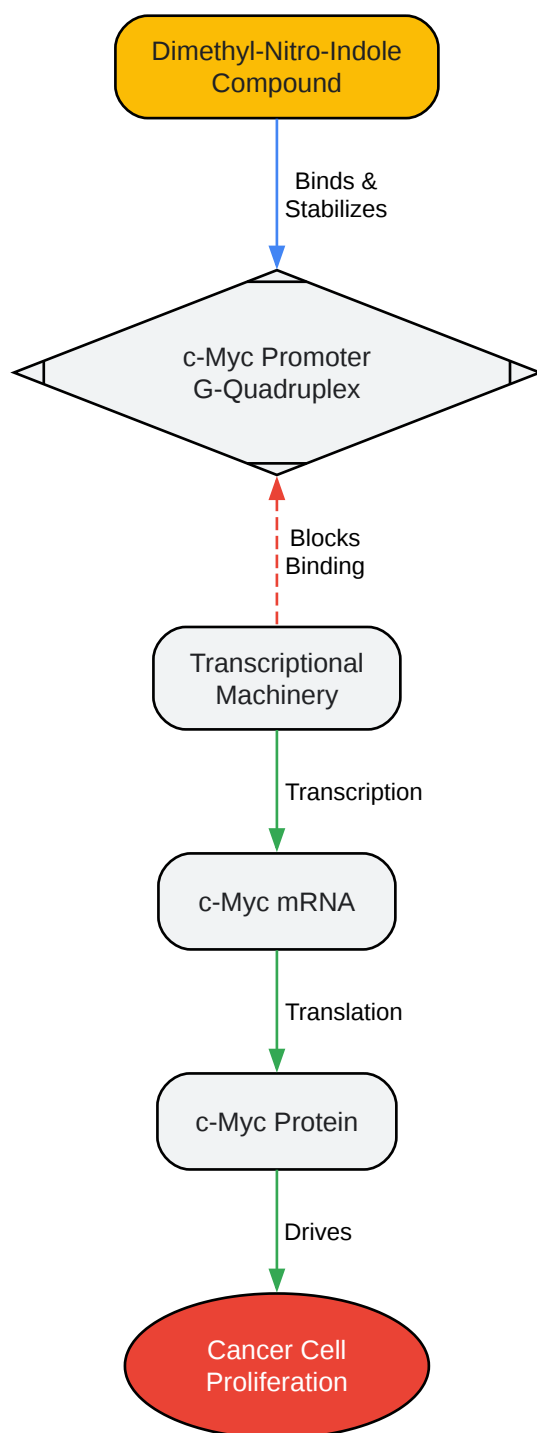 Dimethyl-Nitro-Indole
Compound
Binds &
Stabilizes
c-Myc Promoter
G-Quadruplex
Blocks
Binding
Transcriptional
Machinery
Transcription
c-Myc mRNA
Translation
c-Myc Protein
Drives
Cancer Cell
Proliferation